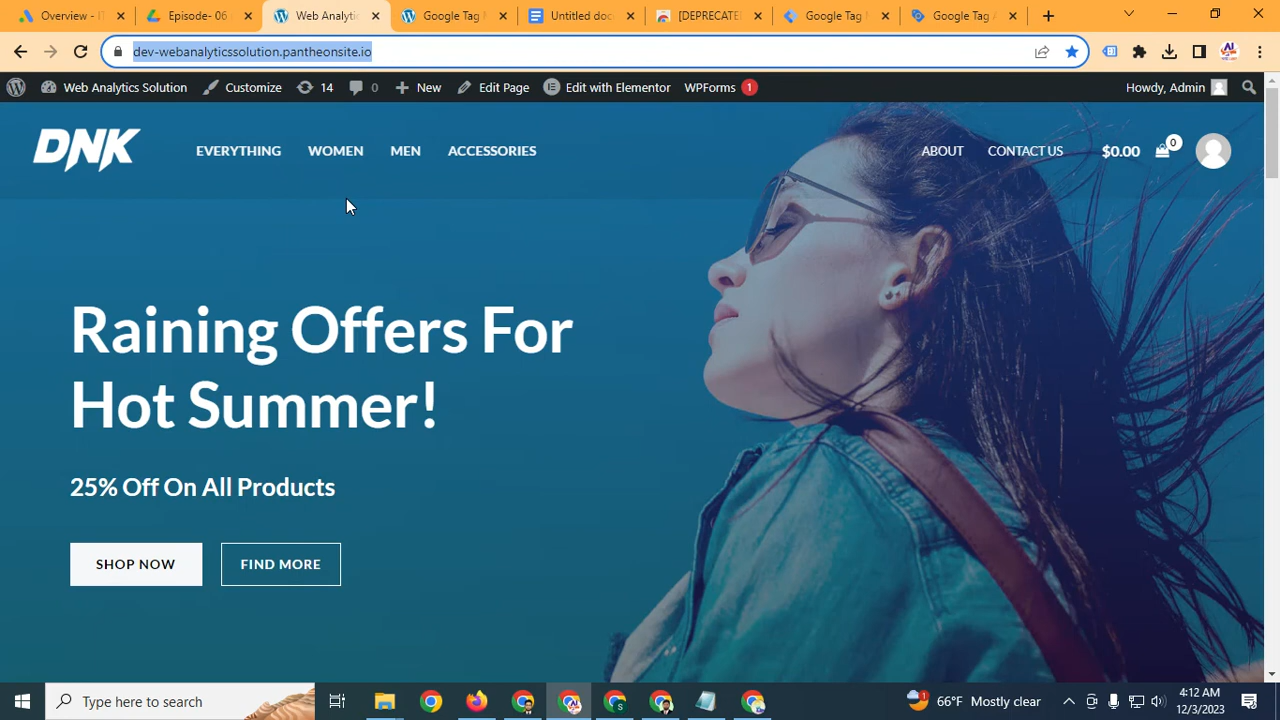 Overview - IT
Episode- 06
Web Analytic
Google Tag M
Untitled doc
[DEPRECATE
Google Tag M
Google Tag A
dev-webanalyticssolution.pantheonsite.io
Web Analytics Solution
Customize
14
0
New
Edit Page
Edit with Elementor
WPForms
1
Howdy, Admin
DNK
EVERYTHING
WOMEN
MEN
ACCESSORIES
ABOUT
CONTACT US
$0.00
0
Raining Offers For
Hot Summer!
25% Off On All Products
SHOP NOW
FIND MORE
Type here to search
1
66°F Mostly clear
4:12 AM
12/3/2023